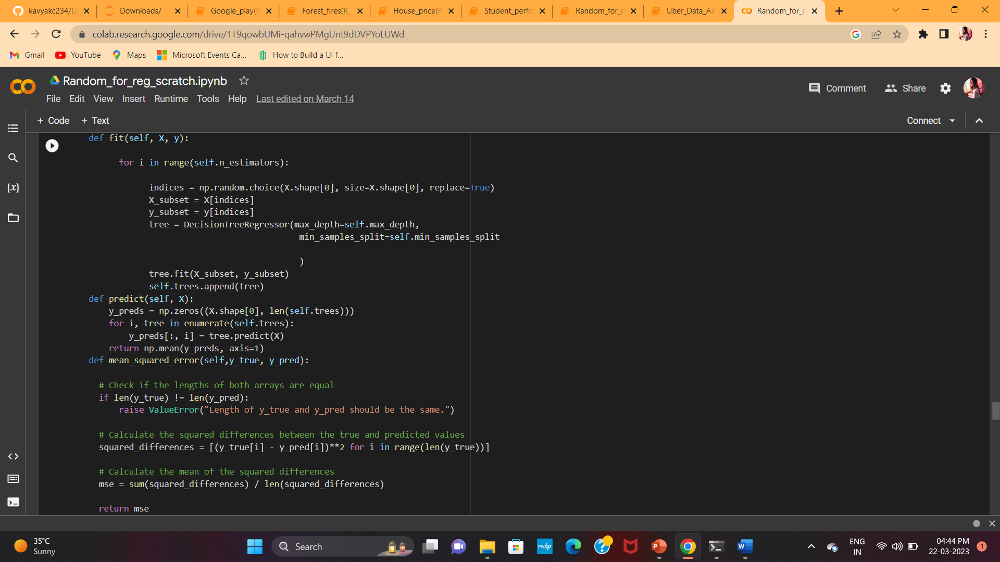 kavyakc234/U
Downloads/
Google_play(R
Forest_fires(R_
House_price(R
Student_perfo
Random_for_r
Uber_Data_An
Random_for_r
colab.research.google.com/drive/1T9qowbUMi-qahvwPMgUnt9dDVPYoLUWd
Gmail
YouTube
Maps
Microsoft Events Ca...
How to Build a UI f...
Random_for_reg_scratch.ipynb
Comment
Share
File Edit View Insert Runtime Tools Help Last edited on March 14
+ Code + Text
Connect
{x}
def fit(self, X, y):
for i in range(self.n_estimators):
indices = np.random.choice(X.shape[0], size=X.shape[0], replace=True)
X_subset = X[indices]
y_subset = y[indices]
tree = DecisionTreeRegressor(max_depth=self.max_depth,
min_samples_split=self.min_samples_split
)
tree.fit(X_subset, y_subset)
self.trees.append(tree)
def predict(self, X):
y_preds = np.zeros((X.shape[0], len(self.trees)))
for i, tree in enumerate(self.trees):
y_preds[:, i] = tree.predict(X)
return np.mean(y_preds, axis=1)
def mean_squared_error(self,y_true, y_pred):
# Check if the lengths of both arrays are equal
if len(y_true) != len(y_pred):
raise ValueError("Length of y_true and y_pred should be the same.")
# Calculate the squared differences between the true and predicted values
squared_differences = [(y_true[i] - y_pred[i])**2 for i in range(len(y_true))]
# Calculate the mean of the squared differences
mse = sum(squared_differences) / len(squared_differences)
return mse
35°C
Sunny
Search
myhp
ENG
IN
04:44 PM
22-03-2023
1